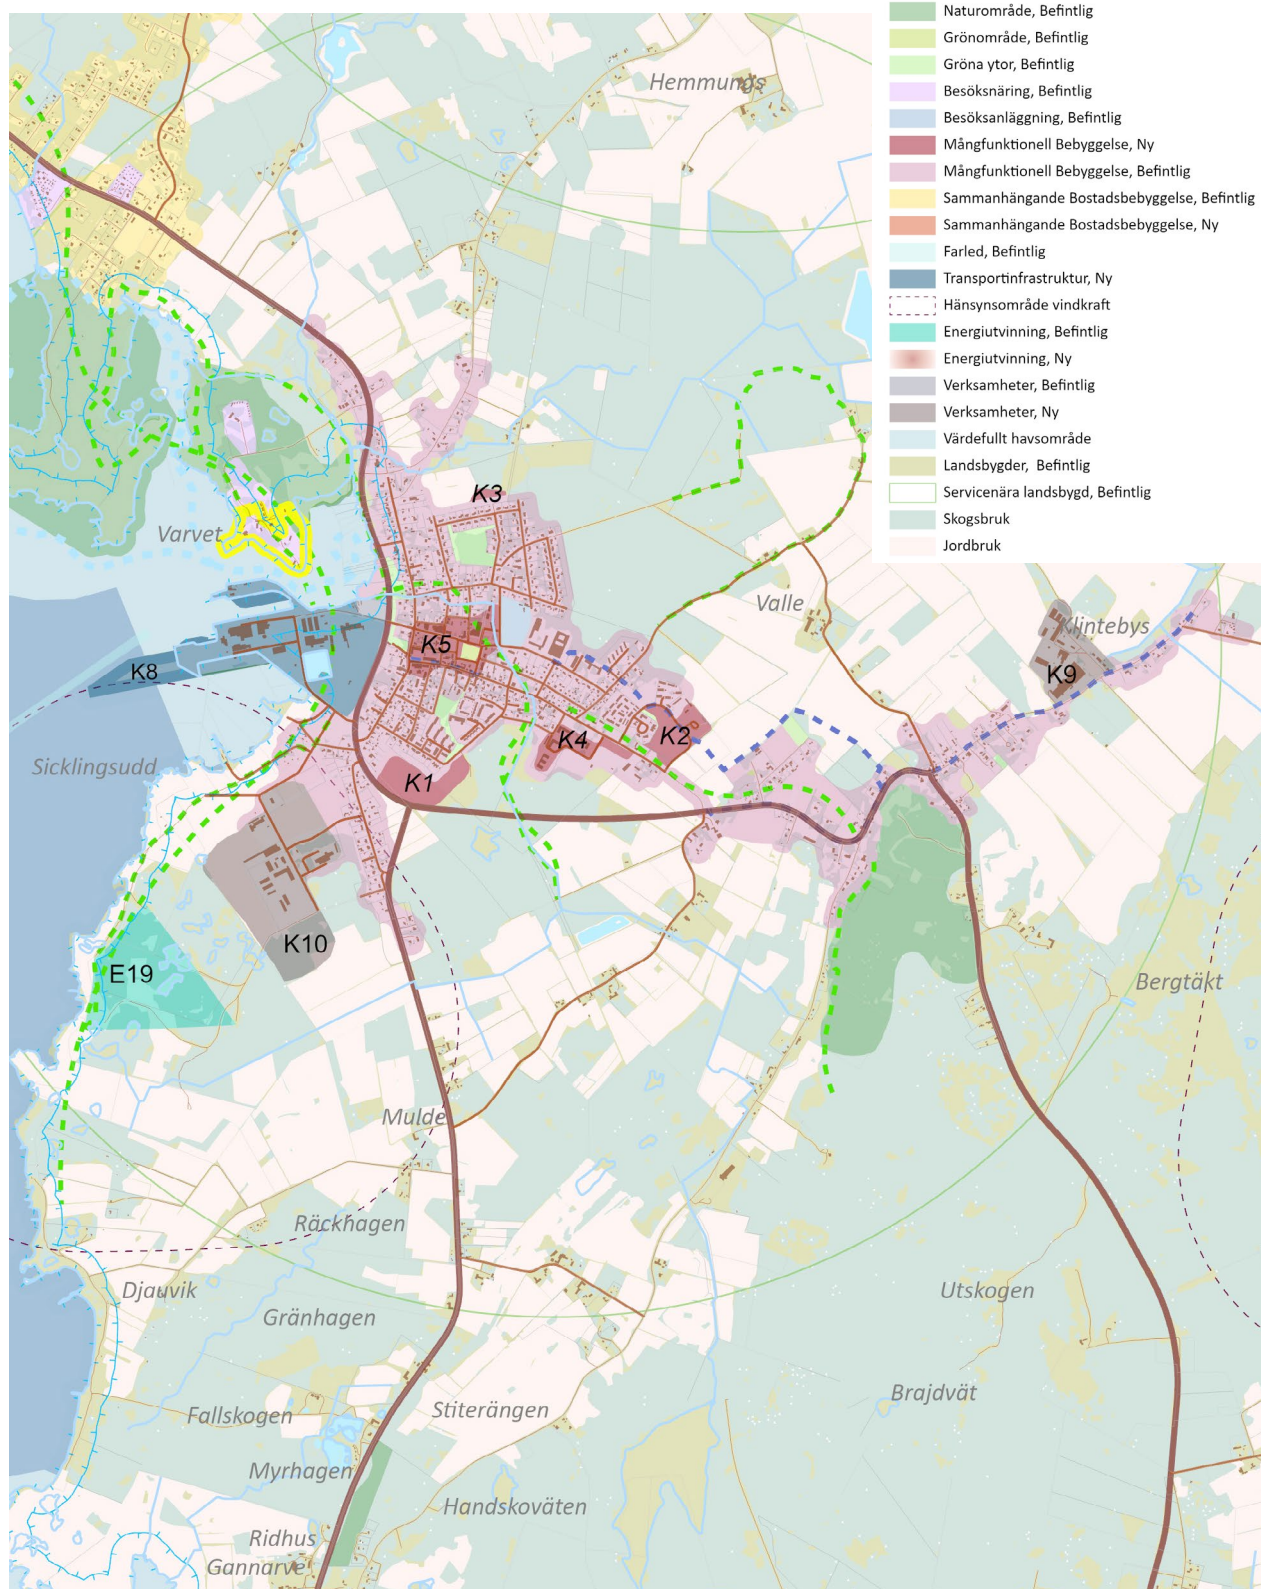 Naturområde, Befintlig
Grönområde, Befintlig
Gröna ytor, Befintlig
Besöksnäring, Befintlig
Besöksanläggning, Befintlig
Mångfunktionell Bebyggelse, Ny
Mångfunktionell Bebyggelse, Befintlig
Sammanhängande Bostadsbebyggelse, Befintlig
Sammanhängande Bostadsbebyggelse, Ny
Farled, Befintlig
Transportinfrastruktur, Ny
Hänsynsområde vindkraft
Energiutvinning, Befintlig
Energiutvinning, Ny
Verksamheter, Befintlig
Verksamheter, Ny
Värdefullt havsområde
Landsbygder, Befintlig
Servicenära landsbygd, Befintlig
Skogsbruk
Jordbruk
Hemmungs
K3
Varvet
Valle
Klintebys
K5
K8
K9
K2
K4
Sicklingsudd
K1
K10
E19
Bergtäkt
Mulde
Räckhagen
Djauvik
Utskogen
Gränhagen
Brajdvät
Fallskogen
Stiterängen
Myrhagen
Handskoväten
Ridhus
Gannarve